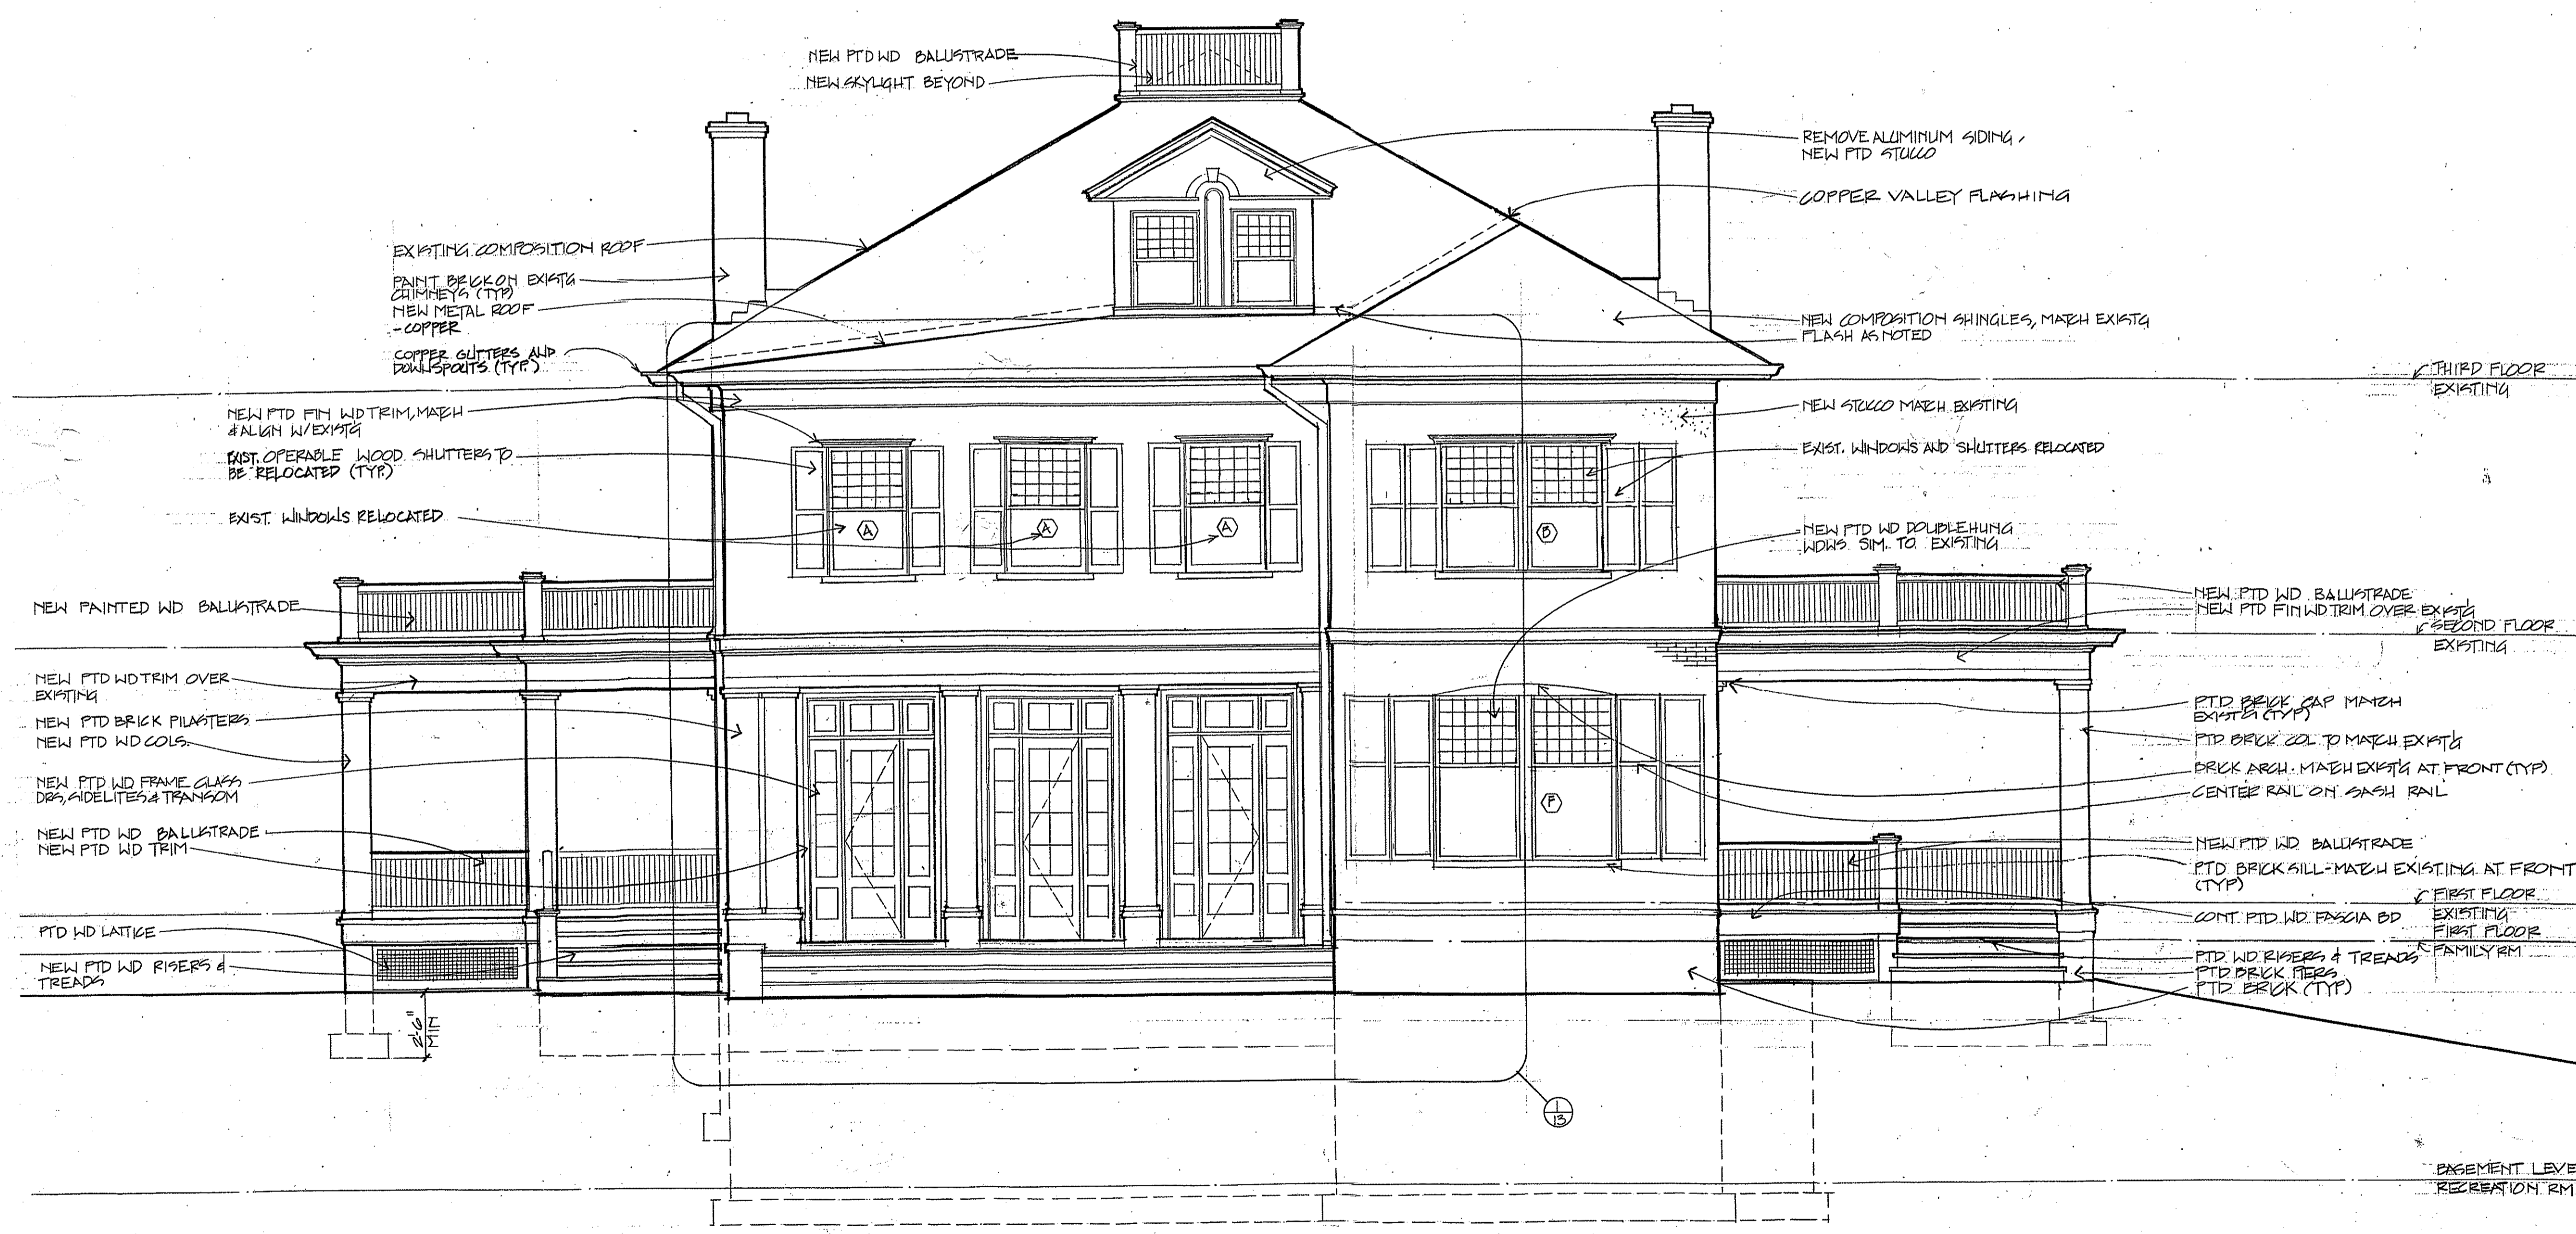 NEW PTD WD BALUSTRADE
NEW SKYLIGHT BEYOND
REMOVE ALUMINUM SIDING,
NEW PTD STUCCO
COPPER VALLEY FLASHING
EXISTING COMPOSITION ROOF
PAINT BRICK ON EXIST'G
CHIMNEYS (TYP)
NEW METAL ROOF
-COPPER
COPPER GUTTERS AND
DOWNSPOUTS (TYP.)
NEW COMPOSITION SHINGLES, MATCH EXIST'G
FLASH AS NOTED
THIRD FLOOR
EXISTING
NEW PTD FIN WD TRIM, MATCH
& ALIGN W/EXIST'G
EXIST. OPERABLE WOOD SHUTTERS TO
BE RELOCATED (TYP.)
EXIST. WINDOWS RELOCATED
NEW STUCCO MATCH EXISTING
EXIST. WINDOWS AND SHUTTERS RELOCATED
NEW PTD WD DOUBLEHUNG
WDWS. SIM. TO EXISTING
A
A
A
B
NEW PAINTED WD BALUSTRADE
NEW PTD WD BALUSTRADE
NEW PTD FIN WD TRIM OVER EXIST'G
SECOND FLOOR
EXISTING
NEW PTD WD TRIM OVER
EXISTING
NEW PTD BRICK PILASTERS
NEW PTD WD COLS.
NEW PTD WD FRAME GLASS
DRS, SIDELITES & TRANSOM
NEW PTD WD BALUSTRADE
NEW PTD WD TRIM
PTD WD LATTICE
NEW PTD WD RISERS &
TREADS
2'-6"
F
PTD BRICK CAP MATCH
EXIST'G (TYP)
PTD BRICK COL TO MATCH EXIST'G
BRICK ARCH - MATCH EXIST'G AT FRONT (TYP)
CENTER RAIL ON SASH RAIL
NEW PTD WD BALUSTRADE
PTD BRICK SILL-MATCH EXISTING AT FRONT
(TYP)
FIRST FLOOR
EXISTING
CONT. PTD WD FASCIA BD
FIRST FLOOR
FAMILY RM
PTD WD RISERS & TREADS
PTD BRICK PIERS
PTD BRICK (TYP)
1
13
BASEMENT LEVE
RECREATION RM